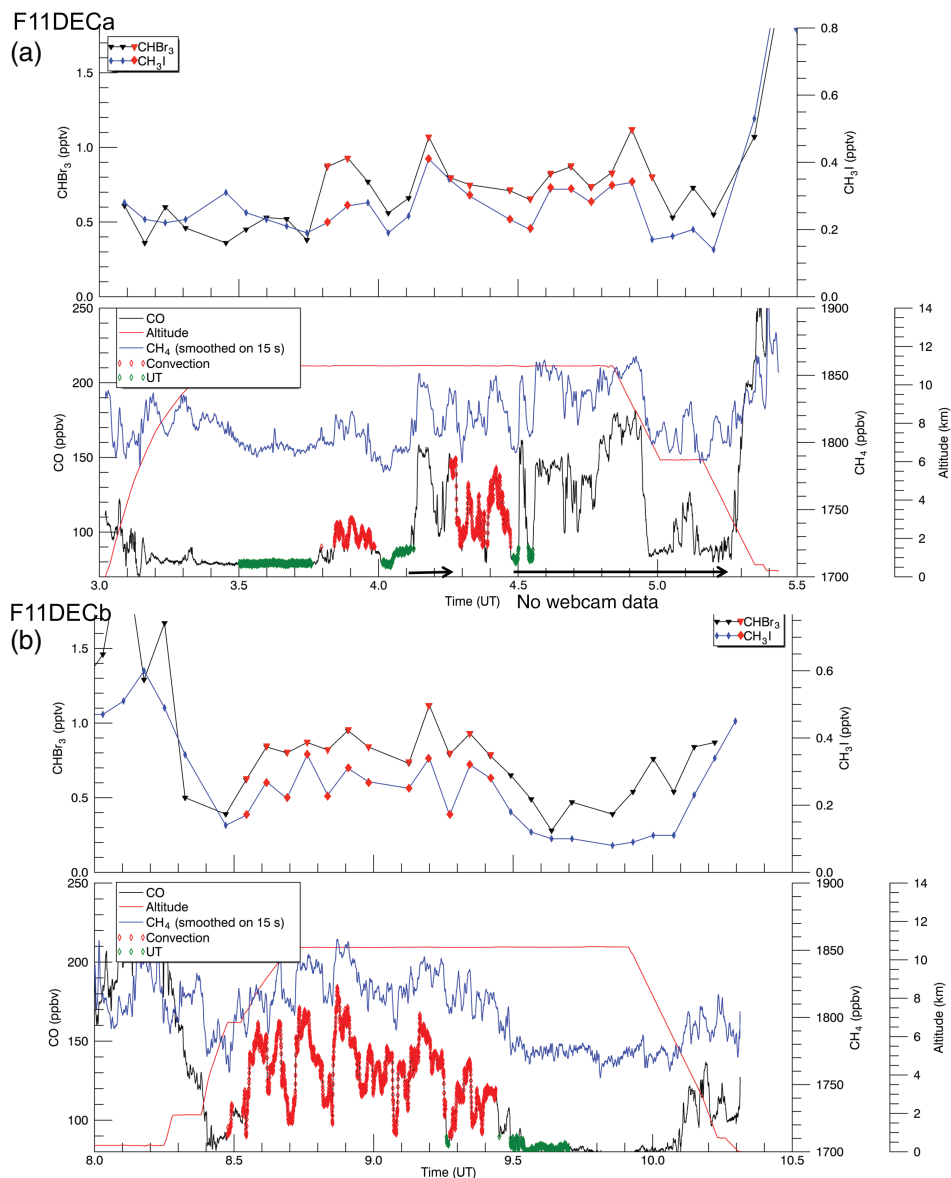 F11DECa
(a)
CHBr3
CH3I
CHBr3 (pptv)
1.5
1.0
0.5
0.0
CH3I (pptv)
0.8
0.6
0.4
0.2
0.0
CO
Altitude
CH4 (smoothed on 15 s)
Convection
UT
CO (ppbv)
250
200
150
100
CH4 (ppbv)
1900
1850
1800
1750
1700
Altitude (km)
14
12
10
8
6
4
2
0
3.0 3.5 4.0 4.5 5.0 5.5
Time (UT)
No webcam data
F11DECb
(b)
CHBr3
CH3I
CHBr3 (pptv)
1.5
1.0
0.5
0.0
CH3I (pptv)
0.6
0.4
0.2
0.0
CO
Altitude
CH4 (smoothed on 15 s)
Convection
UT
CO (ppbv)
250
200
150
100
CH4 (ppbv)
1900
1850
1800
1750
1700
Altitude (km)
14
12
10
8
6
4
2
0
8.0 8.5 9.0 9.5 10.0 10.5
Time (UT)